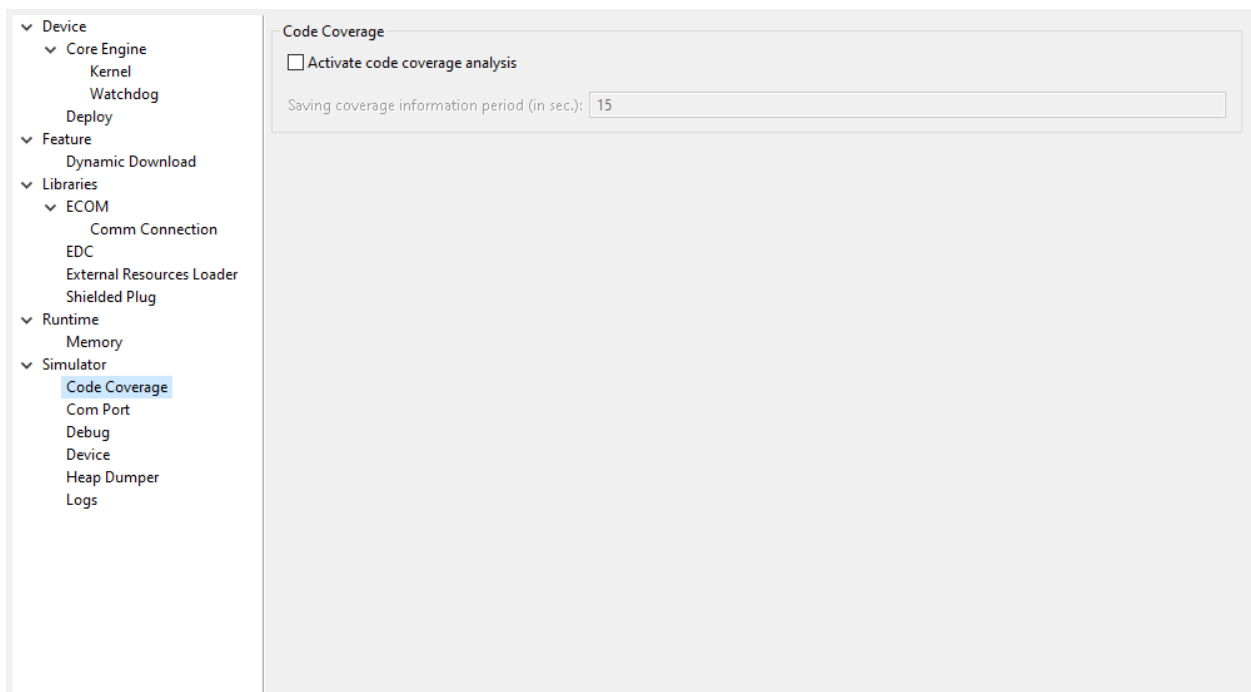 Device
Core Engine
Kernel
Watchdog
Deploy
Feature
Dynamic Download
Libraries
ECOM
Comm Connection
EDC
External Resources Loader
Shielded Plug
Runtime
Memory
Simulator
Code Coverage
Com Port
Debug
Device
Heap Dumper
Logs
Code Coverage
Activate code coverage analysis
Saving coverage information period (in sec.): 15